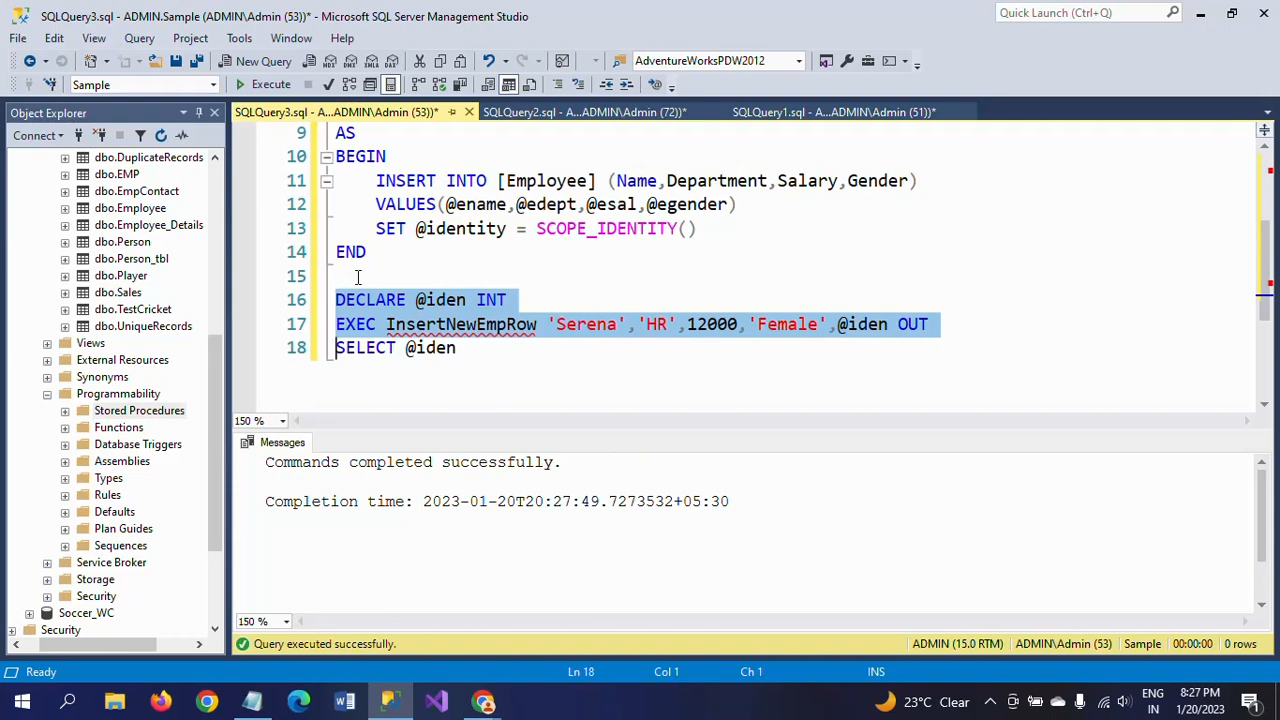 SQLQuery3.sql - ADMIN.Sample (ADMIN\Admin (53))* - Microsoft SQL Server Management Studio
Quick Launch (Ctrl+Q)
File Edit View Query Project Tools Window Help
New Query
MDX DMX XMLA DAX
AdventureWorksPDW2012
Sample
Execute
Object Explorer
SQLQuery3.sql - A...ADMIN\Admin (53))*
SQLQuery2.sql - A...ADMIN\Admin (72))*
SQLQuery1.sql - A...ADMIN\Admin (51))*
Connect
dbo.DuplicateRecords
dbo.EMP
dbo.EmpContact
dbo.Employee
dbo.Employee_Details
dbo.Person
dbo.Person_tbl
dbo.Player
dbo.Sales
dbo.TestCricket
dbo.UniqueRecords
Views
External Resources
Synonyms
Programmability
Stored Procedures
Functions
Database Triggers
Assemblies
Types
Rules
Defaults
Plan Guides
Sequences
Service Broker
Storage
Security
Soccer_WC
Security
9 AS
10 BEGIN
11 INSERT INTO [Employee] (Name,Department,Salary,Gender)
12 VALUES(@ename,@edept,@esal,@egender)
13 SET @identity = SCOPE_IDENTITY()
14 END
15
16 DECLARE @iden INT
17 EXEC InsertNewEmpRow 'Serena','HR',12000,'Female',@iden OUT
18 SELECT @iden
150 %
Messages
Commands completed successfully.
Completion time: 2023-01-20T20:27:49.7273532+05:30
150 %
Query executed successfully.
ADMIN (15.0 RTM) ADMIN\Admin (53) Sample 00:00:00 0 rows
Ready
Ln 18 Col 1 Ch 1 INS
23°C Clear
ENG
IN
8:27 PM
1/20/2023
1